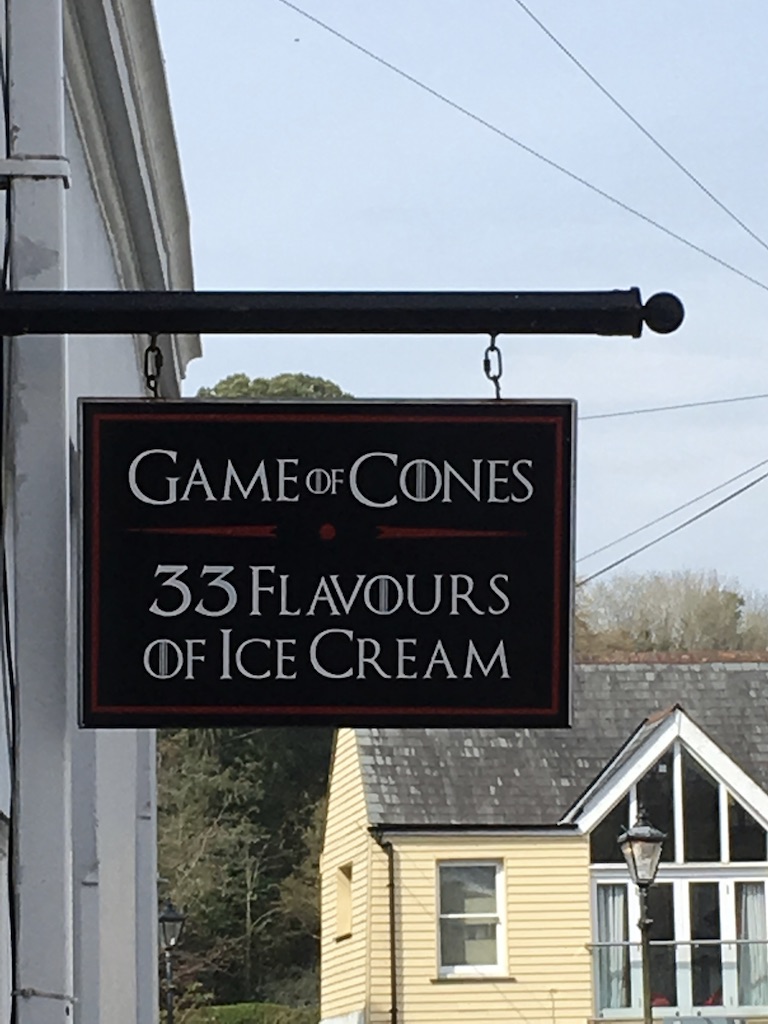 GAME OF CONES
33 FLAVOURS
OF ICE CREAM